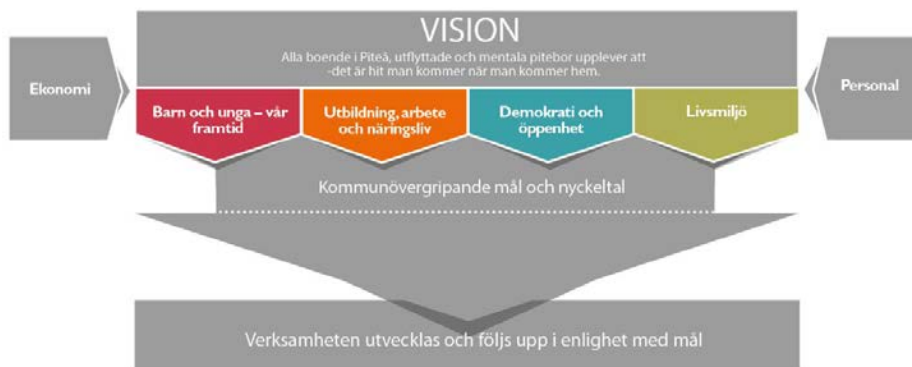 VISION
Alla boende i Piteå, utflyttade och mentala pitebor upplever att
-det är hit man kommer när man kommer hem.
Ekonomi
Personal
Barn och unga – vår
framtid
Utbildning, arbete
och näringsliv
Demokrati och
öppenhet
Livsmiljö
Kommunövergripande mål och nyckeltal
Verksamheten utvecklas och följs upp i enlighet med mål